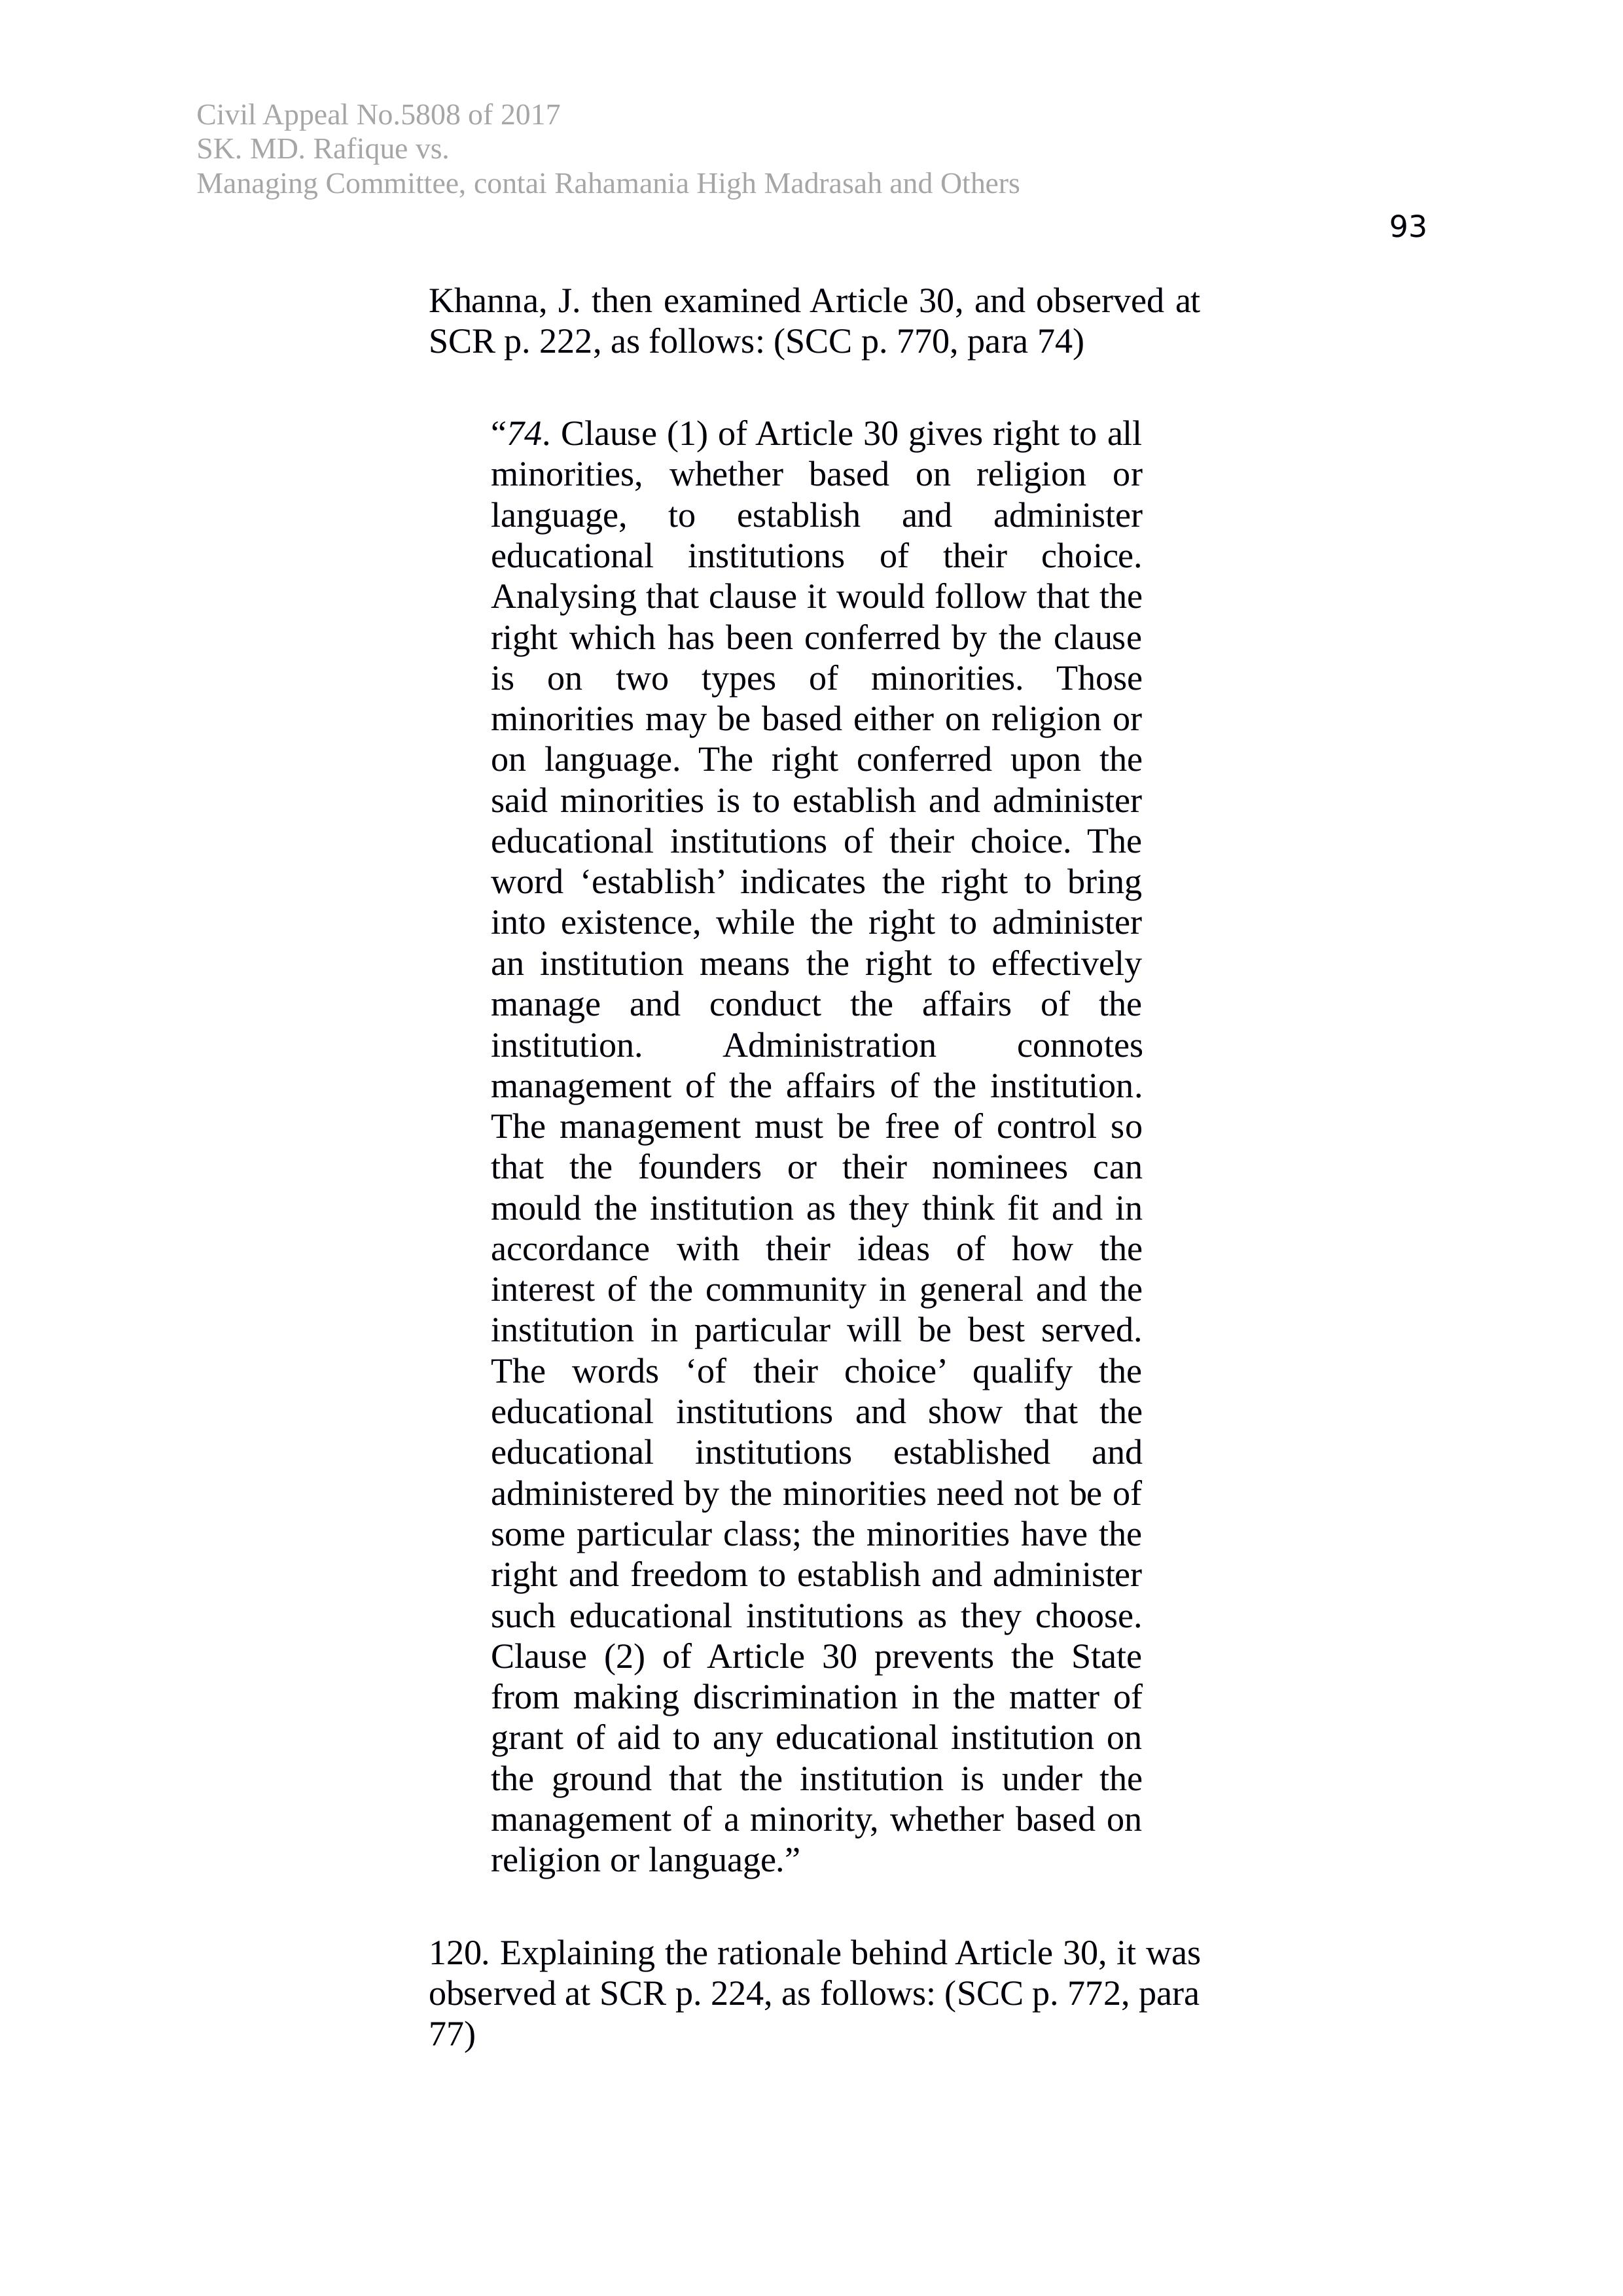 Civil Appeal No.5808 of 2017
SK. MD. Rafique vs.
Managing Committee, contai Rahamania High Madrasah and Others
93
Khanna, J. then examined Article 30, and observed at
SCR p. 222, as follows: (SCC p. 770, para 74)
“74. Clause (1) of Article 30 gives right to all
minorities, whether based on religion or
language, to establish and administer
educational institutions of their choice.
Analysing that clause it would follow that the
right which has been conferred by the clause
is on two types of minorities. Those
minorities may be based either on religion or
on language. The right conferred upon the
said minorities is to establish and administer
educational institutions of their choice. The
word ‘establish’ indicates the right to bring
into existence, while the right to administer
an institution means the right to effectively
manage and conduct the affairs of the
institution. Administration connotes
management of the affairs of the institution.
The management must be free of control so
that the founders or their nominees can
mould the institution as they think fit and in
accordance with their ideas of how the
interest of the community in general and the
institution in particular will be best served.
The words ‘of their choice’ qualify the
educational institutions and show that the
educational institutions established and
administered by the minorities need not be of
some particular class; the minorities have the
right and freedom to establish and administer
such educational institutions as they choose.
Clause (2) of Article 30 prevents the State
from making discrimination in the matter of
grant of aid to any educational institution on
the ground that the institution is under the
management of a minority, whether based on
religion or language.”
120. Explaining the rationale behind Article 30, it was
observed at SCR p. 224, as follows: (SCC p. 772, para
77)